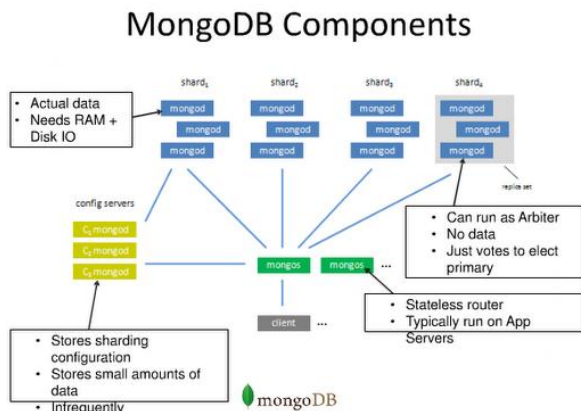 MongoDB Components
shard₁
shard₂
shard₃
shard₄
• Actual data
• Needs RAM +
Disk IO
mongod
mongod
mongod
mongod
mongod
mongod
mongod
mongod
mongod
mongod
mongod
mongod
replica set
config servers
C₁ mongod
C₂ mongod
C₃ mongod
• Can run as Arbiter
• No data
• Just votes to elect
primary
mongos
mongos
...
• Stateless router
• Typically run on App
Servers
client
...
• Stores sharding
configuration
• Stores small amounts of
data
• Infrequently
mongoDB